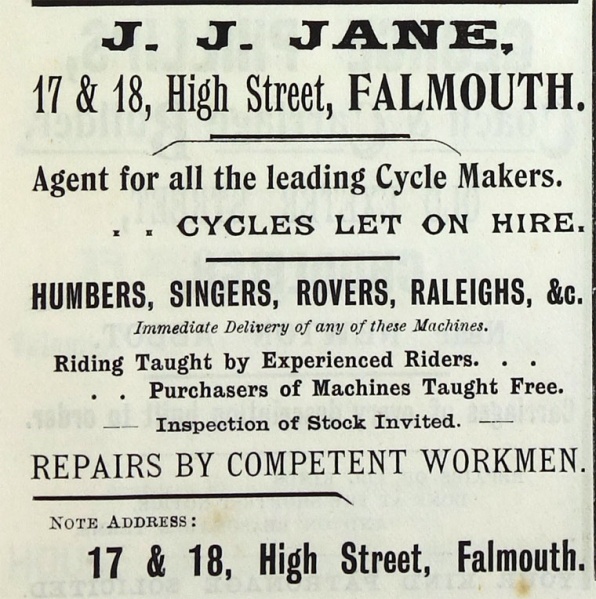 J. J. JANE,
17 & 18, High Street, FALMOUTH.
Agent for all the leading Cycle Makers.
. . CYCLES LET ON HIRE.
HUMBERS, SINGERS, ROVERS, RALEIGHS, &c.
Immediate Delivery of any of these Machines.
Riding Taught by Experienced Riders. . .
. . Purchasers of Machines Taught Free.
— Inspection of Stock Invited. —
REPAIRS BY COMPETENT WORKMEN.
NOTE ADDRESS:
17 & 18, High Street, Falmouth.